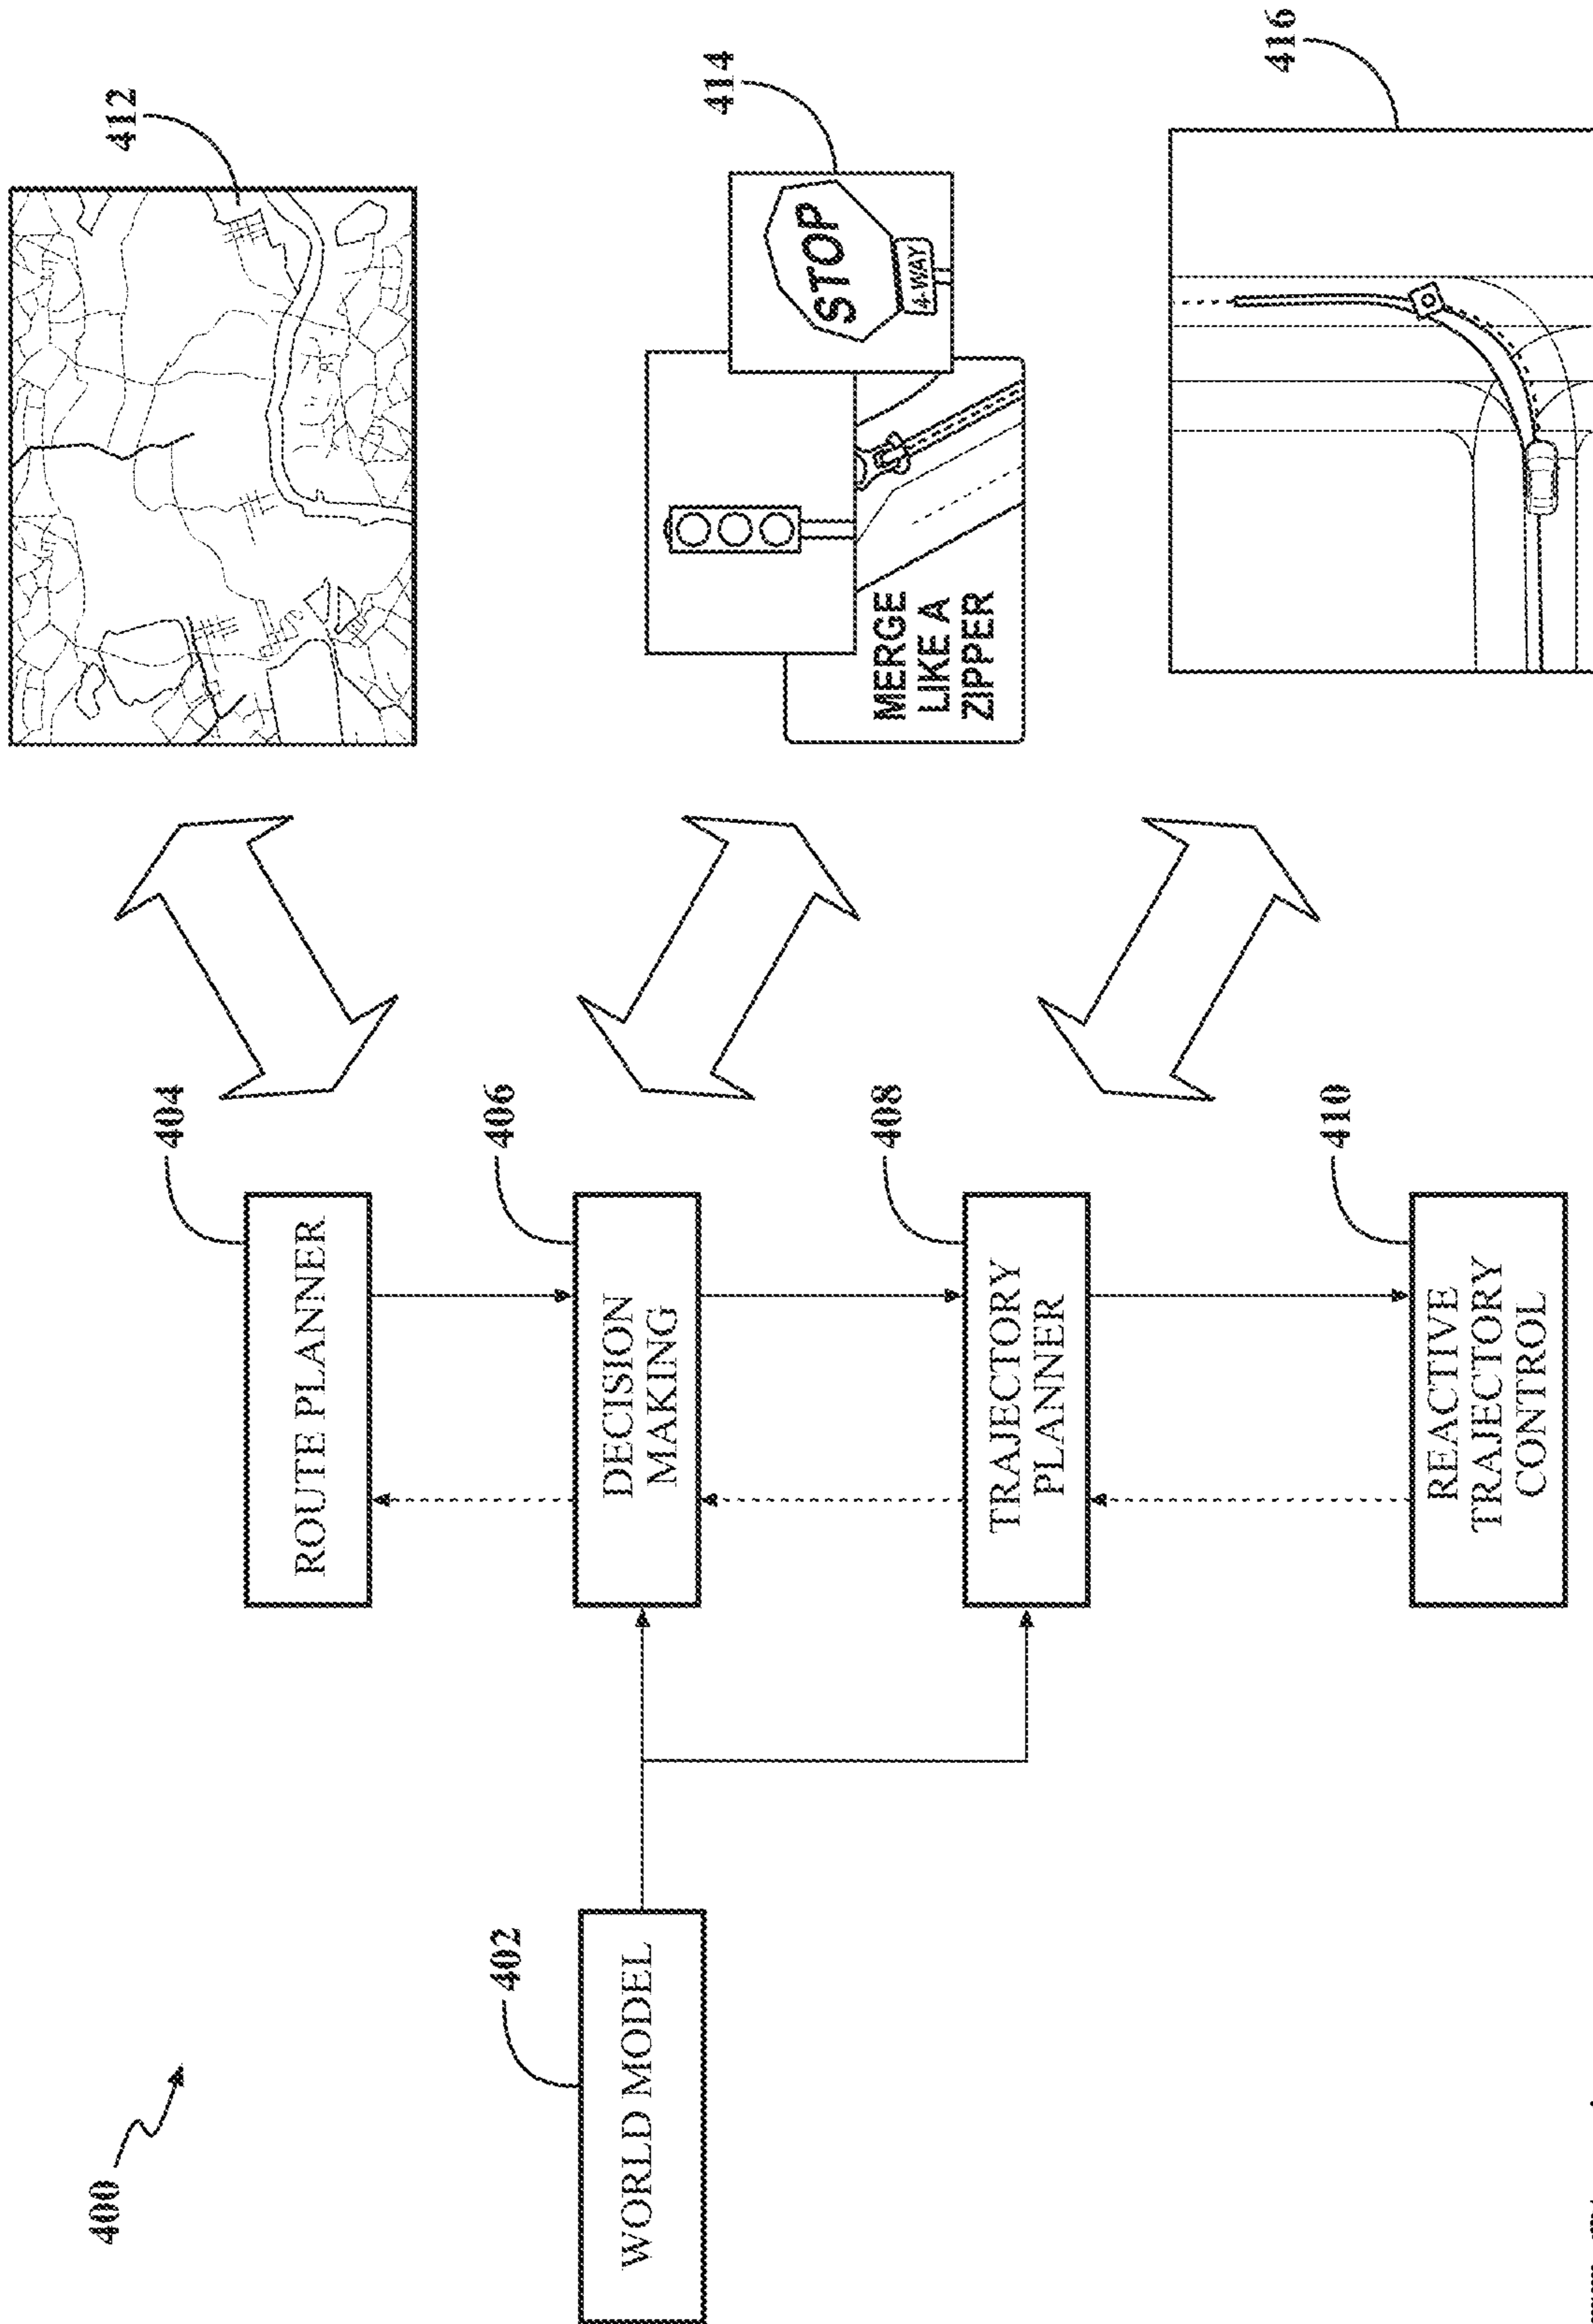 400
WORLD MODEL
402
ROUTE PLANNER
404
DECISION
MAKING
406
TRAJECTORY
PLANNER
408
REACTIVE
TRAJECTORY
CONTROL
410
412
STOP
4-WAY
MERGE
LIKE A
ZIPPER
414
416